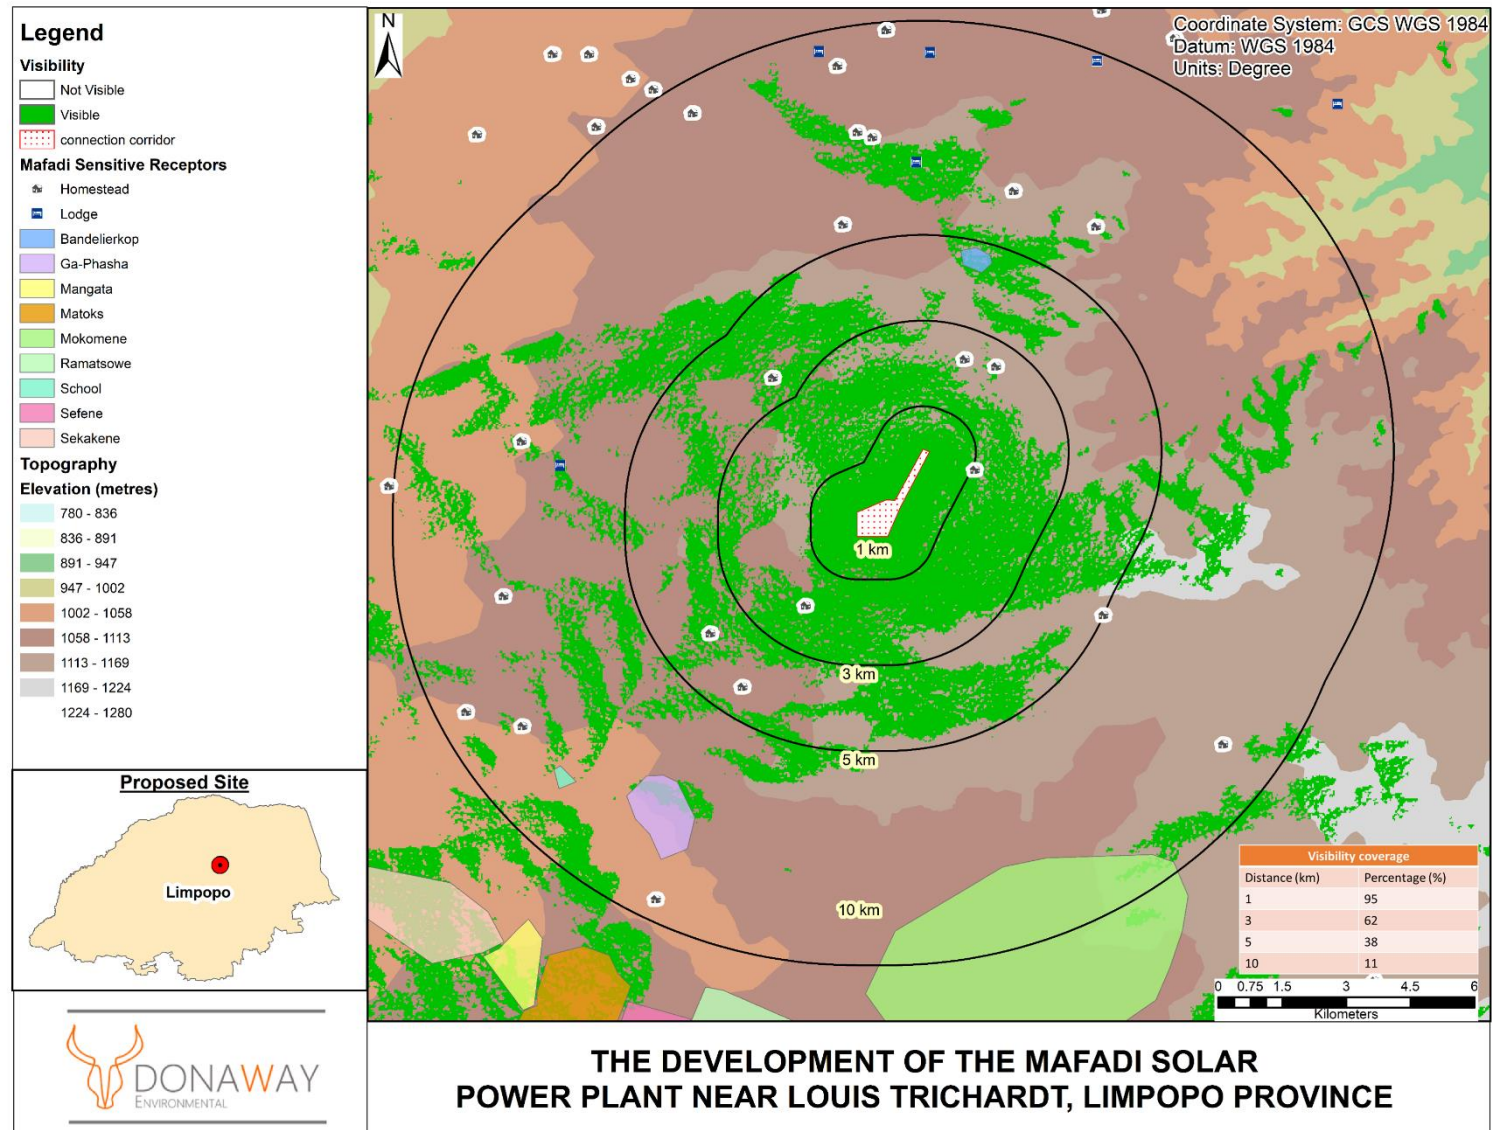 Legend
Visibility
Not Visible
Visible
connection corridor
Mafadi Sensitive Receptors
Homestead
Lodge
Bandelierkop
Ga-Phasha
Mangata
Matoks
Mokomene
Ramatsowe
School
Sefene
Sekakene
Topography
Elevation (metres)
780 - 836
836 - 891
891 - 947
947 - 1002
1002 - 1058
1058 - 1113
1113 - 1169
1169 - 1224
1224 - 1280
Proposed Site
Limpopo
DONAWAY
ENVIRONMENTAL
N
Coordinate System: GCS WGS 1984
Datum: WGS 1984
Units: Degree
1 km
3 km
5 km
10 km
Visibility coverage
Distance (km) Percentage (%)
1 95
3 62
5 38
10 11
0 0.75 1.5 3 4.5 6
Kilometers
THE DEVELOPMENT OF THE MAFADI SOLAR
POWER PLANT NEAR LOUIS TRICHARDT, LIMPOPO PROVINCE